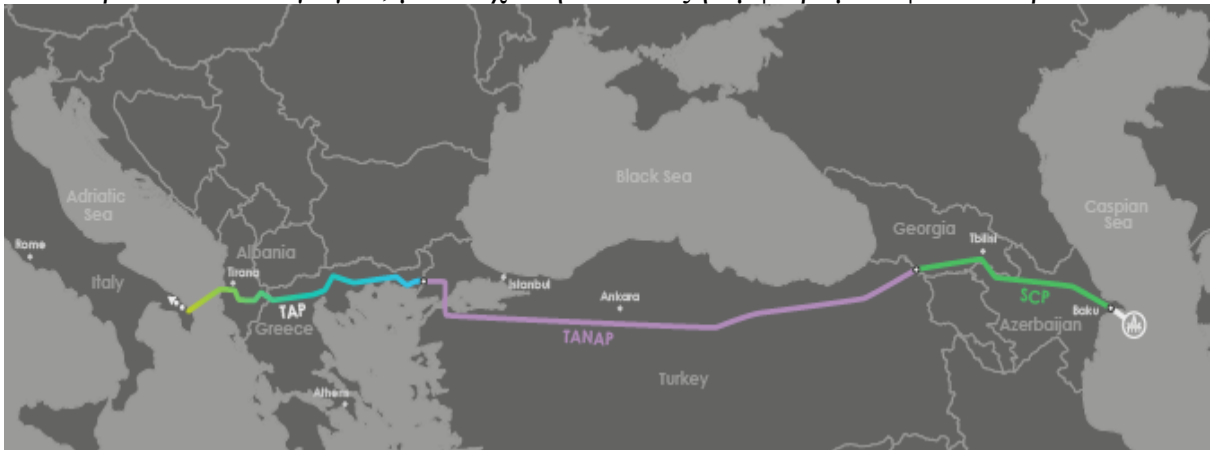 Black Sea
Adriatic
Sea
Caspian
Sea
Georgia
Tbilisi
Rome
Albania
Tirana
Italy
Istanbul
Ankara
SCP
Baku
TAP
Greece
Azerbaijan
TANAP
Turkey
Athens